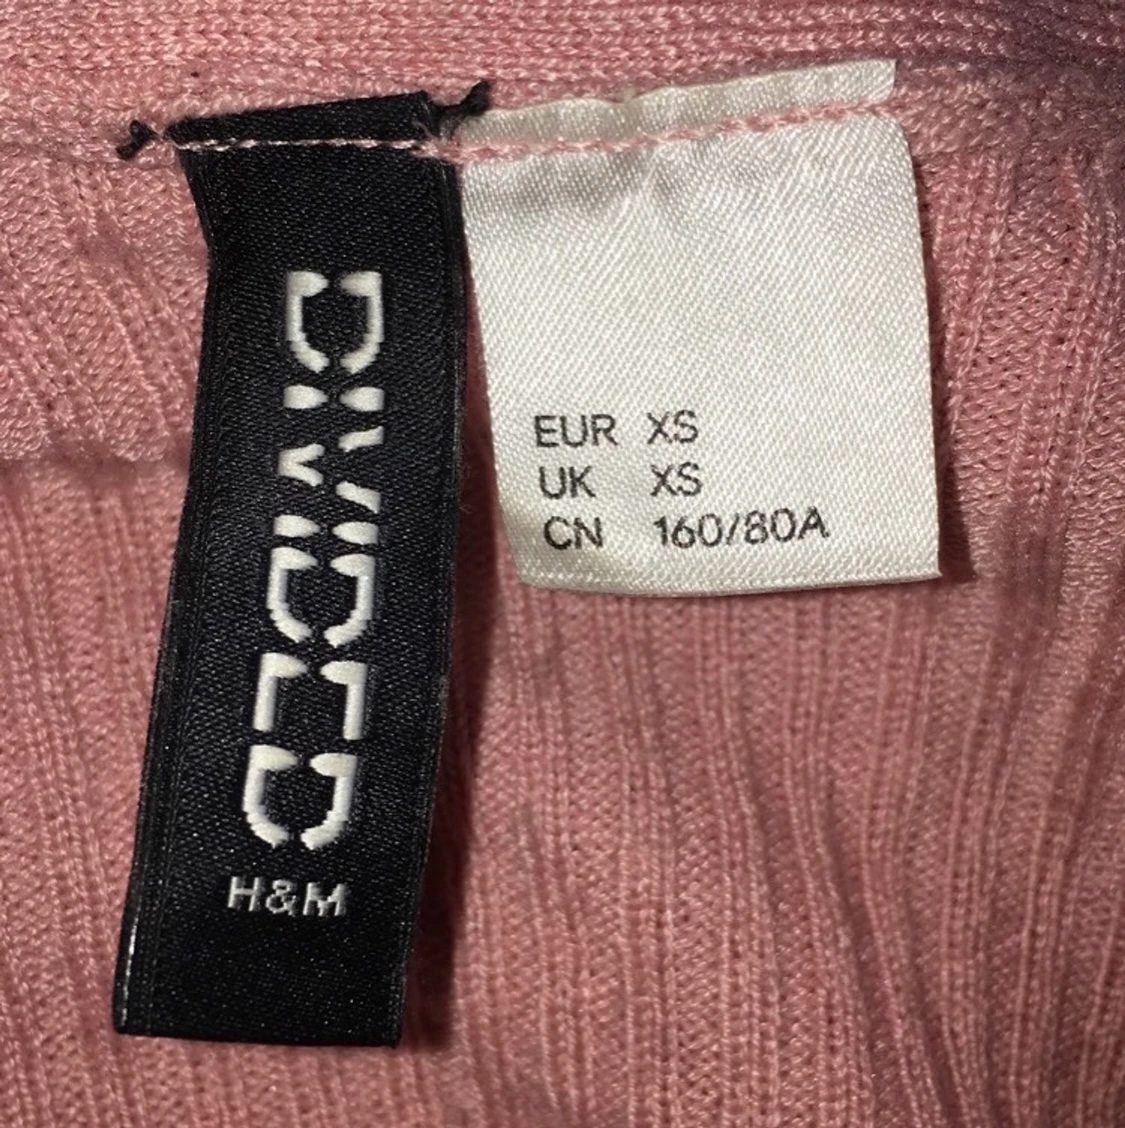 DIVIDED
H&M
EUR XS
UK XS
CN 160/80A